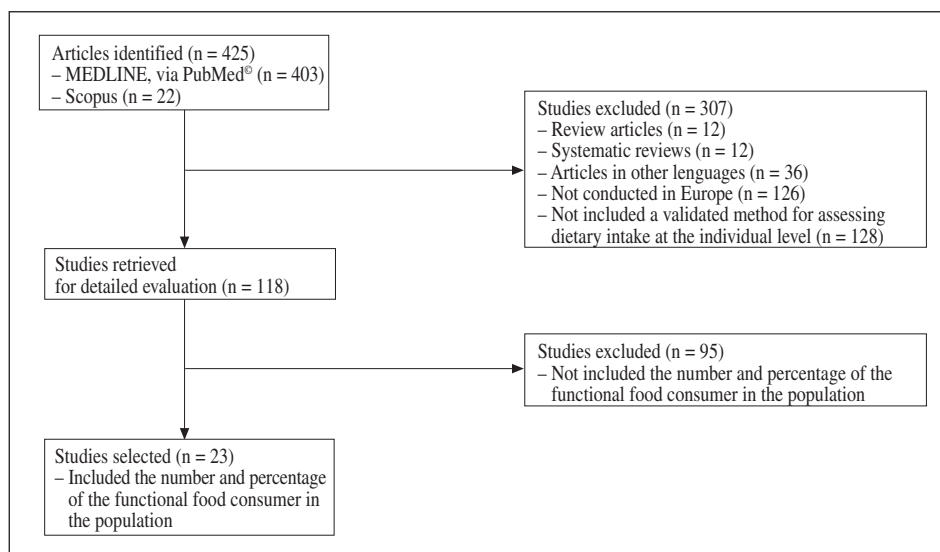 Articles identified (n = 425)
– MEDLINE, via PubMed© (n = 403)
– Scopus (n = 22)
Studies excluded (n = 307)
– Review articles (n = 12)
– Systematic reviews (n = 12)
– Articles in other lenguages (n = 36)
– Not conducted in Europe (n = 126)
– Not included a validated method for assessing
dietary intake at the individual level (n = 128)
Studies retrieved
for detailed evaluation (n = 118)
Studies excluded (n = 95)
– Not included the number and percentage of the
functional food consumer in the population
Studies selected (n = 23)
– Included the number and percentage
of the functional food consumer in
the population